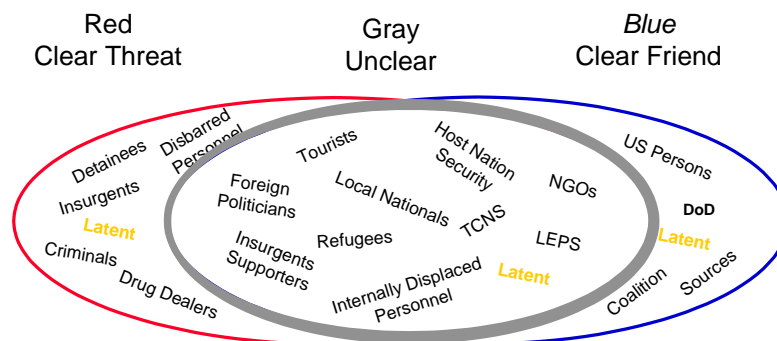 Red
Clear Threat
Gray
Unclear
Blue
Clear Friend
Detainees
Disbarred
Personnel
Insurgents
Latent
Criminals
Drug Dealers
Tourists
Foreign
Politicians
Local Nationals
Insurgents
Supporters
Refugees
Internally Displaced
Personnel
Host Nation
Security
TCNS
NGOs
LEPS
Latent
US Persons
DoD
Latent
Coalition
Sources